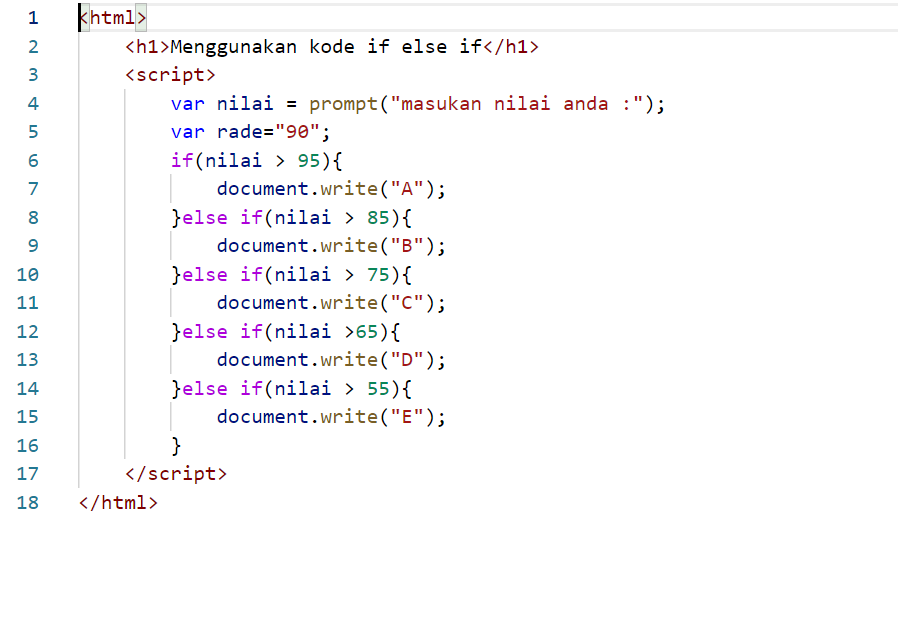 1 <html>
2     <h1>Menggunakan kode if else if</h1>
3     <script>
4         var nilai = prompt("masukan nilai anda :");
5         var rade="90";
6         if(nilai > 95){
7             document.write("A");
8         }else if(nilai > 85){
9             document.write("B");
10         }else if(nilai > 75){
11             document.write("C");
12         }else if(nilai >65){
13             document.write("D");
14         }else if(nilai > 55){
15             document.write("E");
16         }
17     </script>
18 </html>